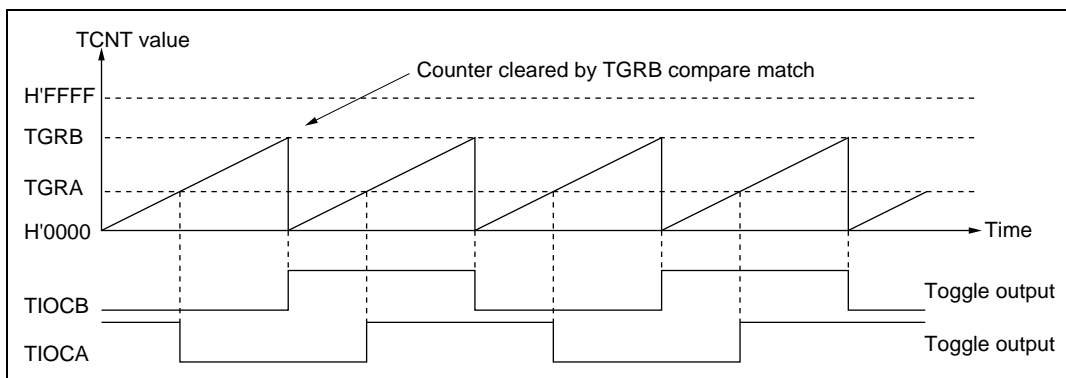 TCNT value
Counter cleared by TGRB compare match
H'FFFF
TGRB
TGRA
H'0000
Time
TIOCB
Toggle output
TIOCA
Toggle output